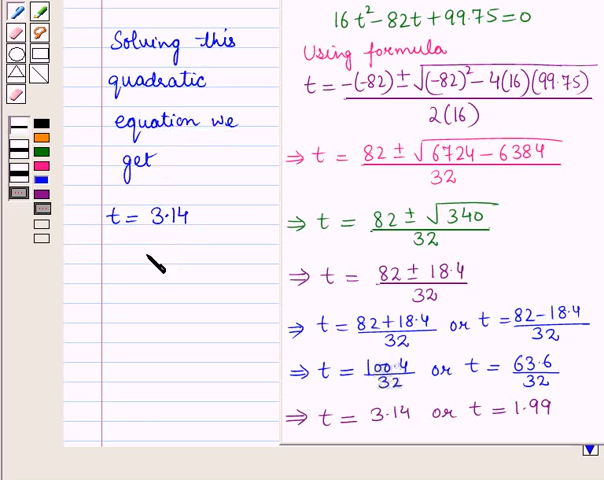 Solving this
quadratic
equation we
get
t = 3.14
16t² - 82t + 99.75 = 0
Using formula
t = -(-82) ± √(-82)² - 4(16)(99.75)
2(16)
⇒ t = 82 ± √6724 - 6384
32
⇒ t = 82 ± √340
32
⇒ t = 82 ± 18.4
32
⇒ t = 82+18.4/32 or t = 82-18.4/32
⇒ t = 100.4/32 or t = 63.6/32
⇒ t = 3.14 or t = 1.99